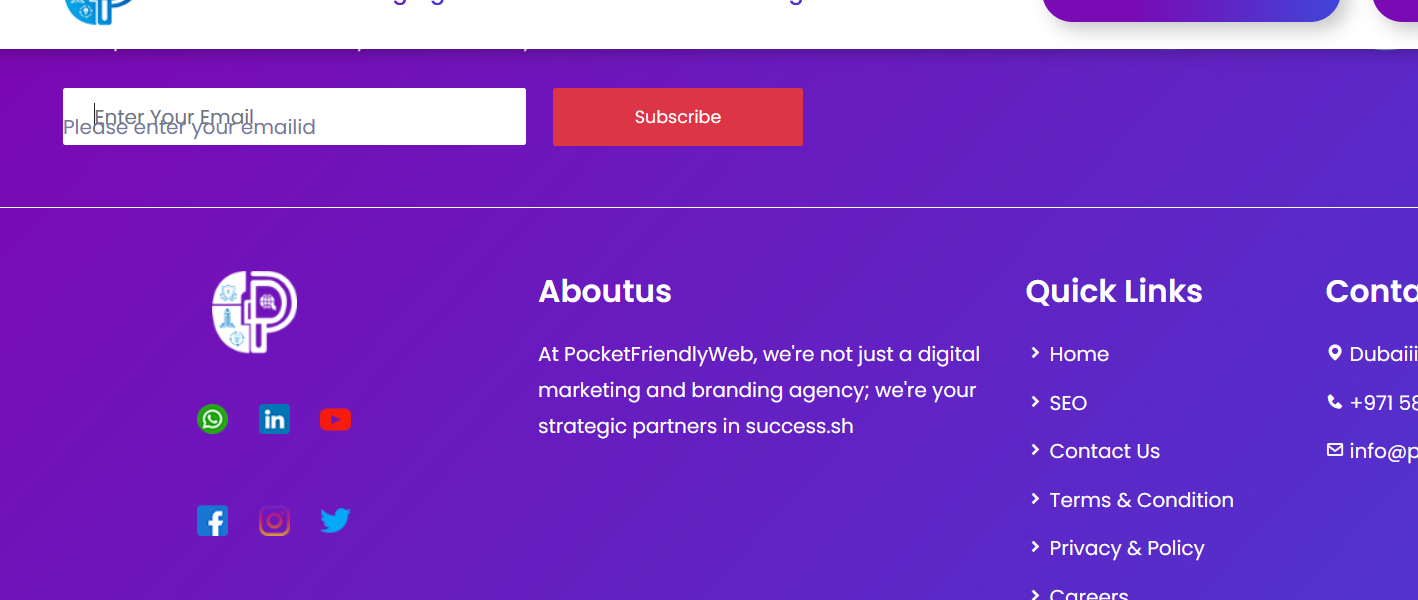 Enter Your Email
Please enter your emailid
Subscribe
Aboutus
At PocketFriendlyWeb, we're not just a digital
marketing and branding agency; we're your
strategic partners in success.sh
Quick Links
Home
SEO
Contact Us
Terms & Condition
Privacy & Policy
Careers
Conta
Dubaiii
+971 58
info@p